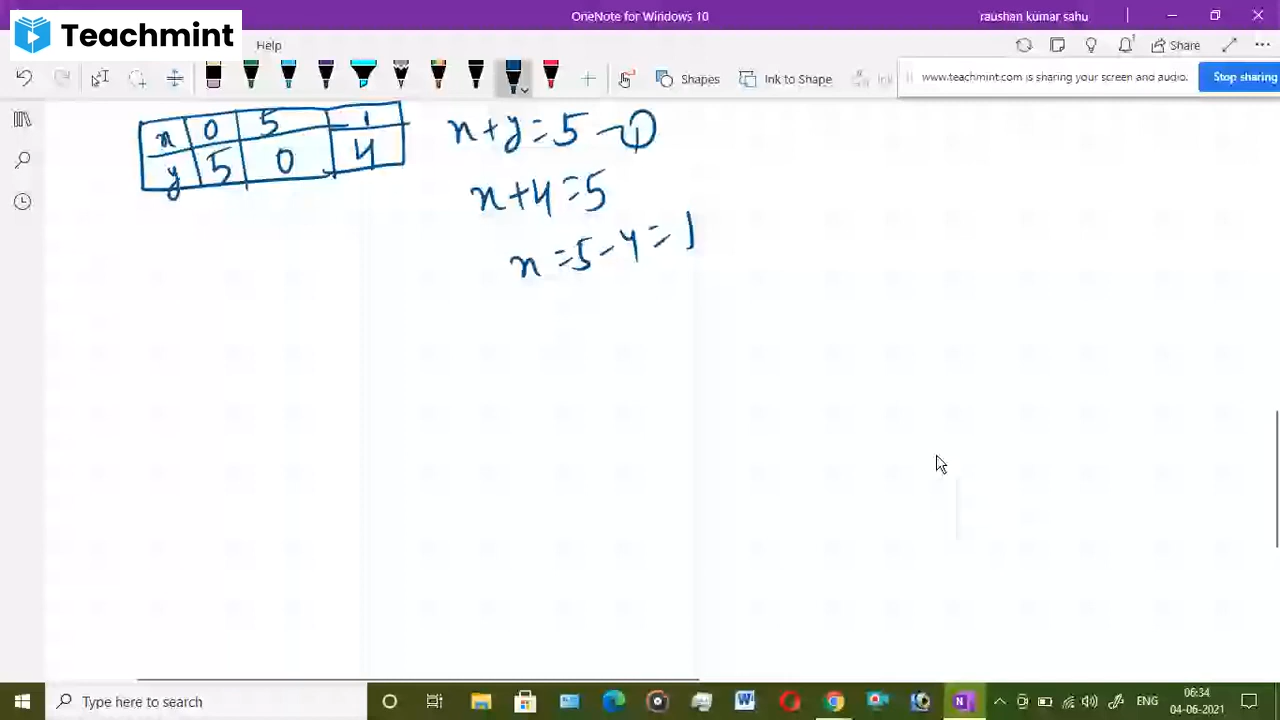 OneNote for Windows 10
raushan kumar sahu
Teachmint
Help
Share
Shapes
Ink to Shape
www.teachmint.com is sharing your screen and audio.
Stop sharing
x 0 5 1
y 5 0 4
x+y=5 -①
x+4=5
x=5-4=1
Type here to search
W
N
ENG
06:34
04-06-2021